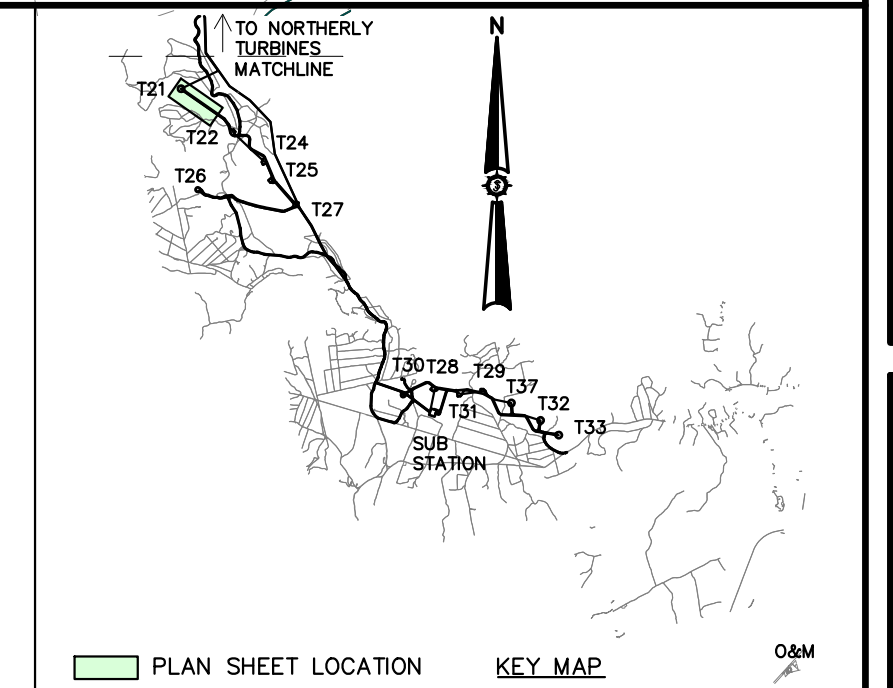 TO NORTHERLY
TURBINES
MATCHLINE
N
T21
T22
T24
T25
T26
T27
T30
T28
T29
T37
T31
T32
T33
SUB
STATION
PLAN SHEET LOCATION
KEY MAP
O&M